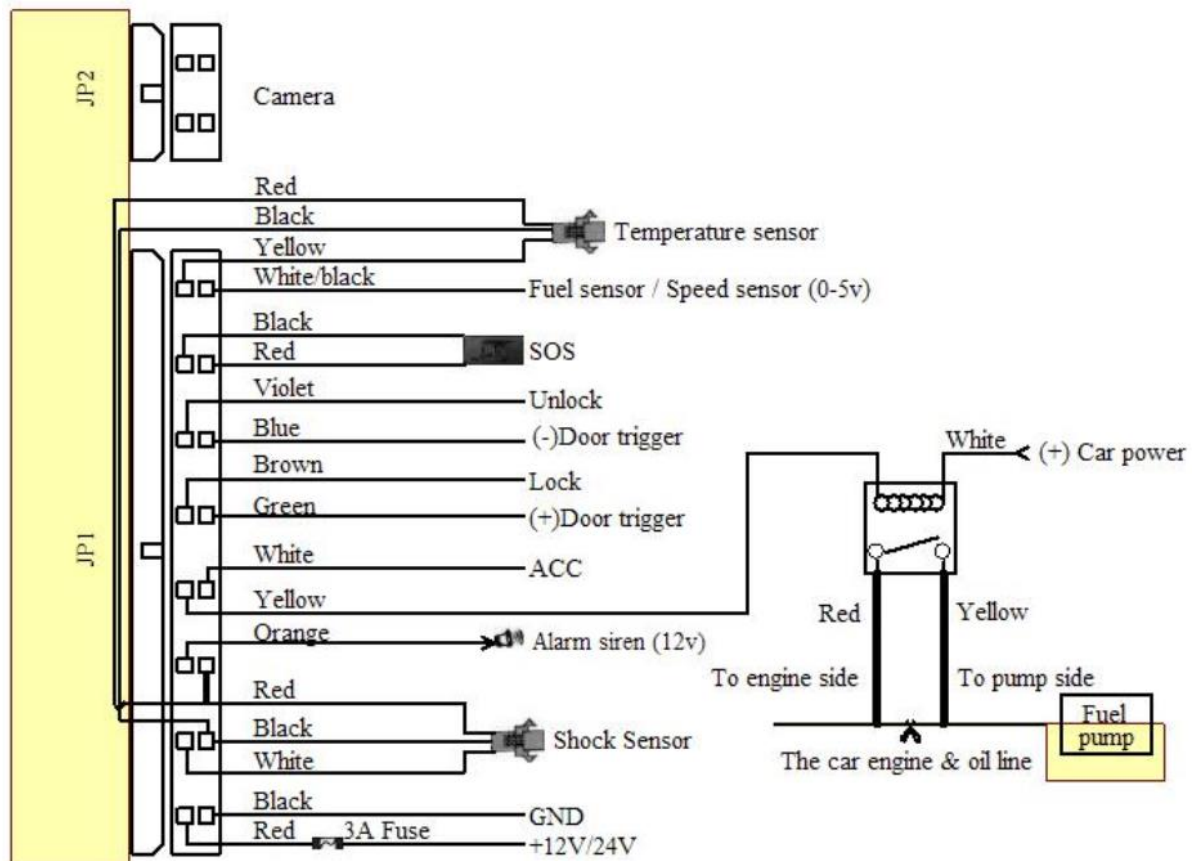 JP2
Camera
Red
Black
Temperature sensor
Yellow
White/black
Fuel sensor / Speed sensor (0-5v)
Black
Red
SOS
Violet
Unlock
Blue
(-)Door trigger
White
(+) Car power
Brown
Lock
Green
(+)Door trigger
JP1
White
ACC
Yellow
Red
Yellow
Orange
Alarm siren (12v)
To engine side
To pump side
Red
Black
Shock Sensor
White
Fuel
pump
The car engine & oil line
Black
GND
Red
3A Fuse
+12V/24V